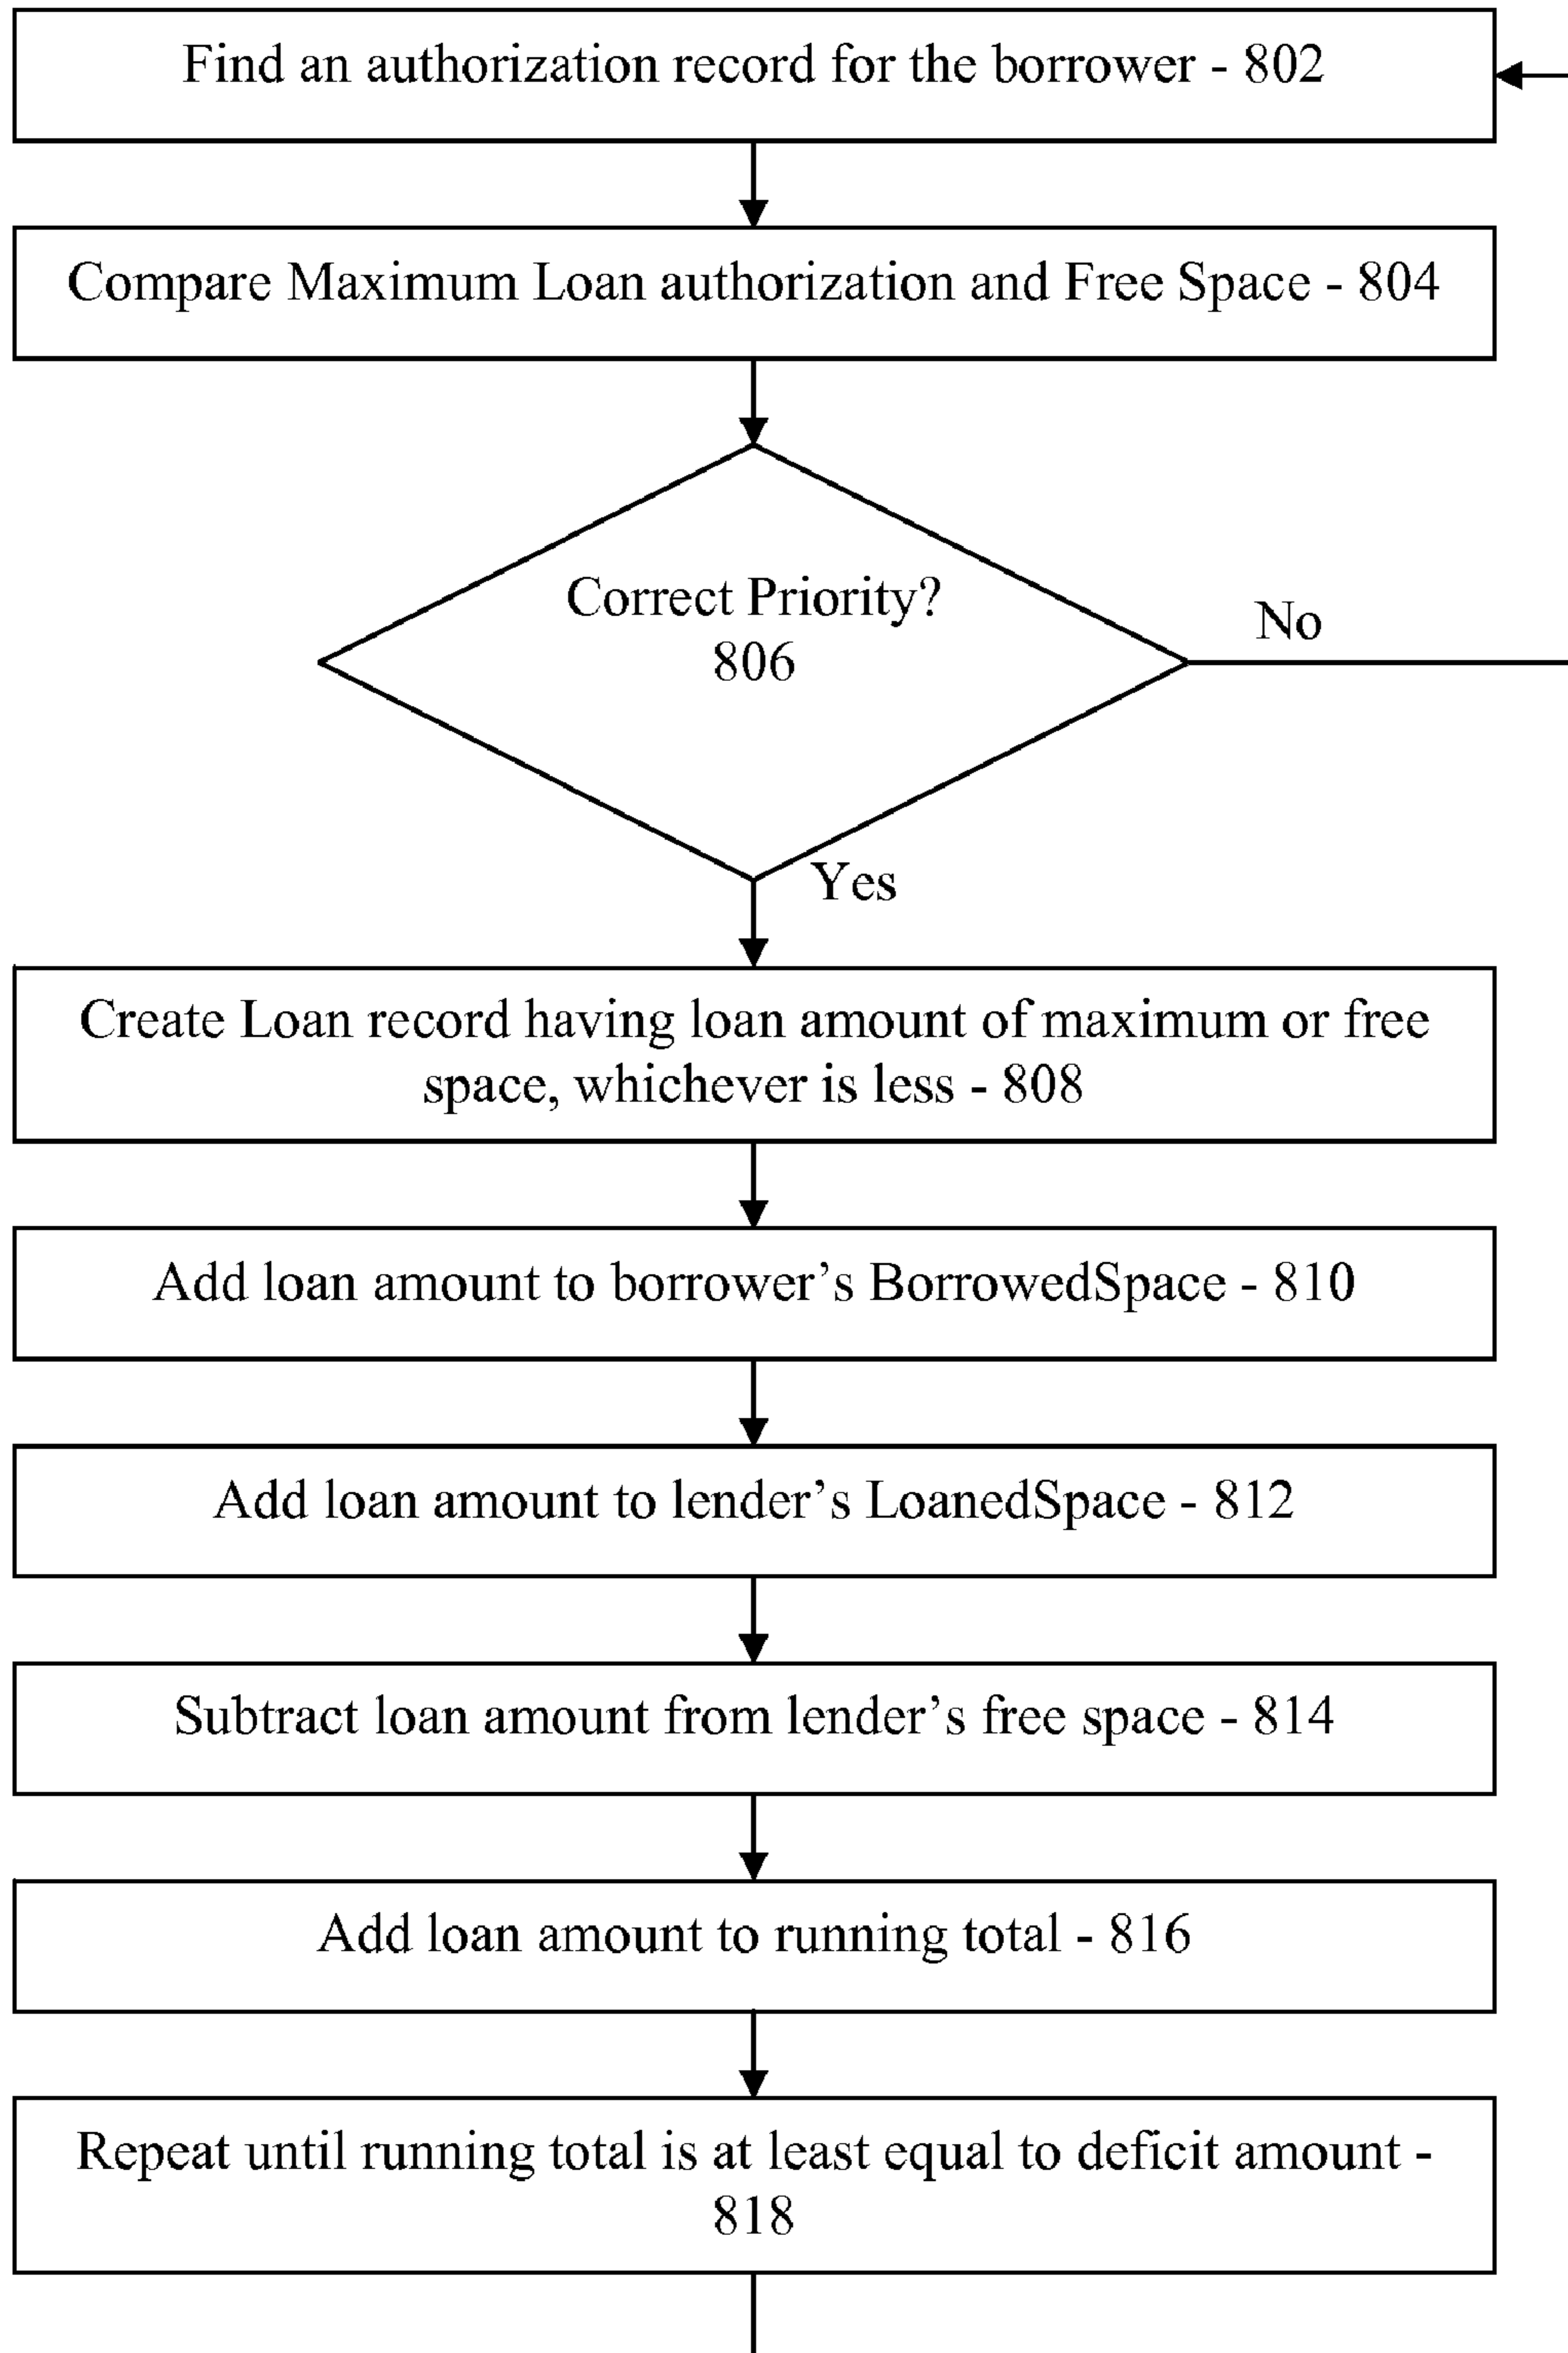 Find an authorization record for the borrower - 802
Compare Maximum Loan authorization and Free Space - 804
Correct Priority?
806
No
Yes
Create Loan record having loan amount of maximum or free
space, whichever is less - 808
Add loan amount to borrower's BorrowedSpace - 810
Add loan amount to lender's LoanedSpace - 812
Subtract loan amount from lender's free space - 814
Add loan amount to running total - 816
Repeat until running total is at least equal to deficit amount -
818